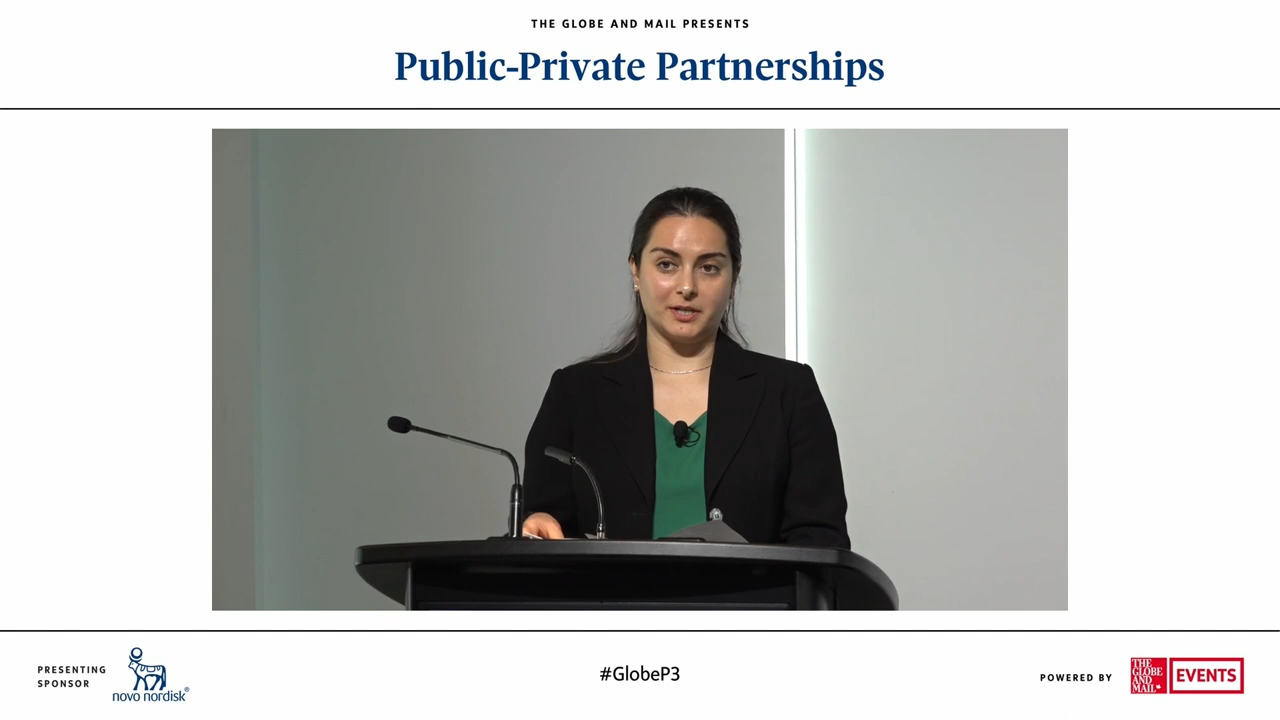 THE GLOBE AND MAIL PRESENTS
Public-Private Partnerships
PRESENTING
SPONSOR
novo nordisk®
#GlobeP3
POWERED BY
THE
GLOBE
AND
MAIL
EVENTS